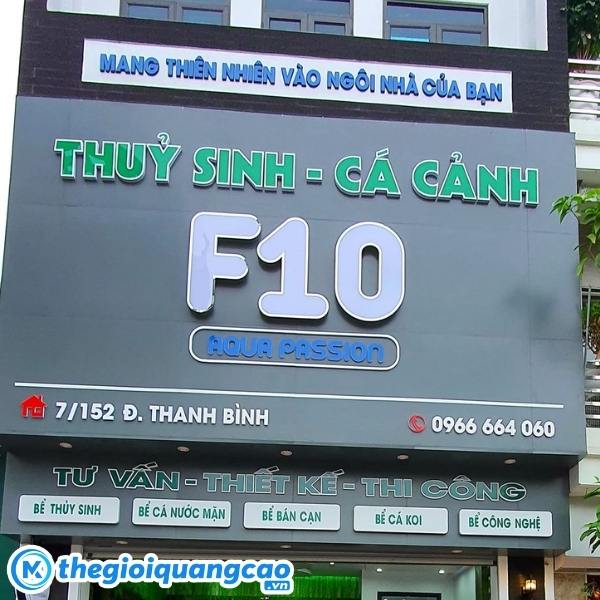 MANG THIÊN NHIÊN VÀO NGÔI NHÀ CỦA BẠN
THUỶ SINH - CÁ CẢNH
F10
AQUA PASSION
7/152 Đ. THANH BÌNH
0966 664 060
TƯ VẤN - THIẾT KẾ - THI CÔNG
BỂ THỦY SINH
BỂ CÁ NƯỚC MẶN
BỂ BÁN CẠN
BỂ CÁ KOI
BỂ CÔNG NGHỆ
thegioiquangcao
.vn